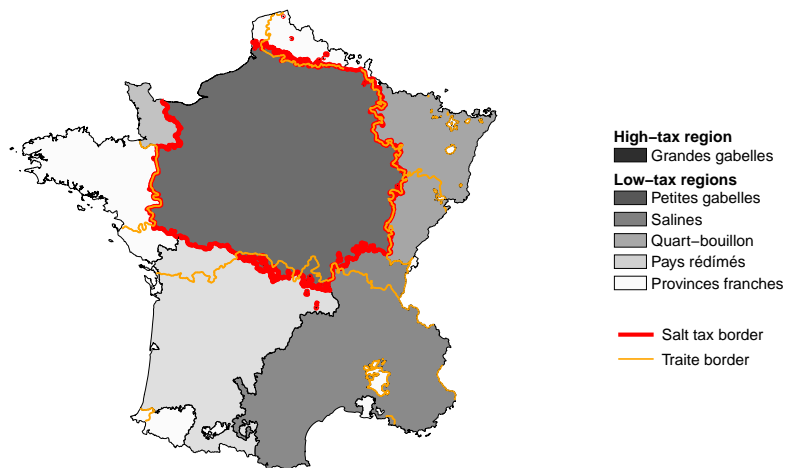 High−tax region
Grandes gabelles
Low−tax regions
Petites gabelles
Salines
Quart−bouillon
Pays rédímés
Provinces franches
Salt tax border
Traite border